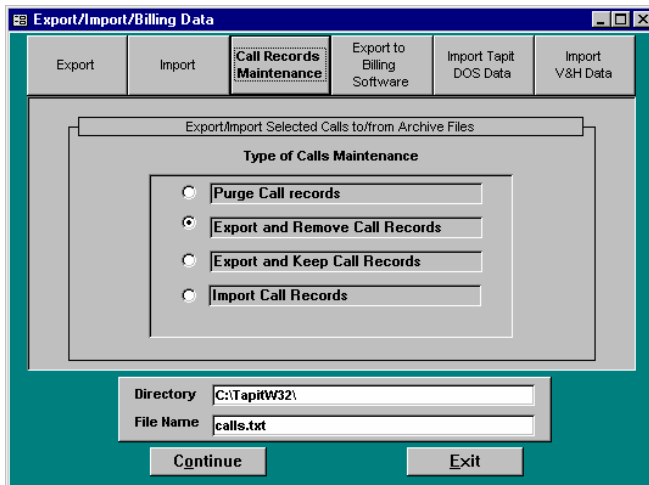 Export/Import/Billing Data
Export
Import
Call Records
Maintenance
Export to
Billing
Software
Import Tapit
DOS Data
Import
V&H Data
Export/Import Selected Calls to/from Archive Files
Type of Calls Maintenance
Purge Call records
Export and Remove Call Records
Export and Keep Call Records
Import Call Records
Directory C:\TapitW32\
File Name calls.txt
Continue Exit